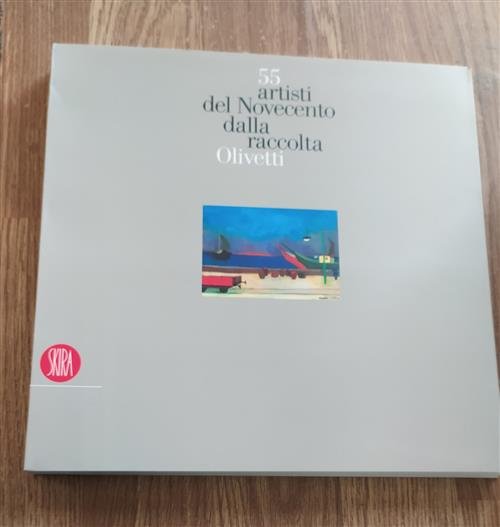 55
artisti
del Novecento
dalla
raccolta
Olivetti
SKIRA